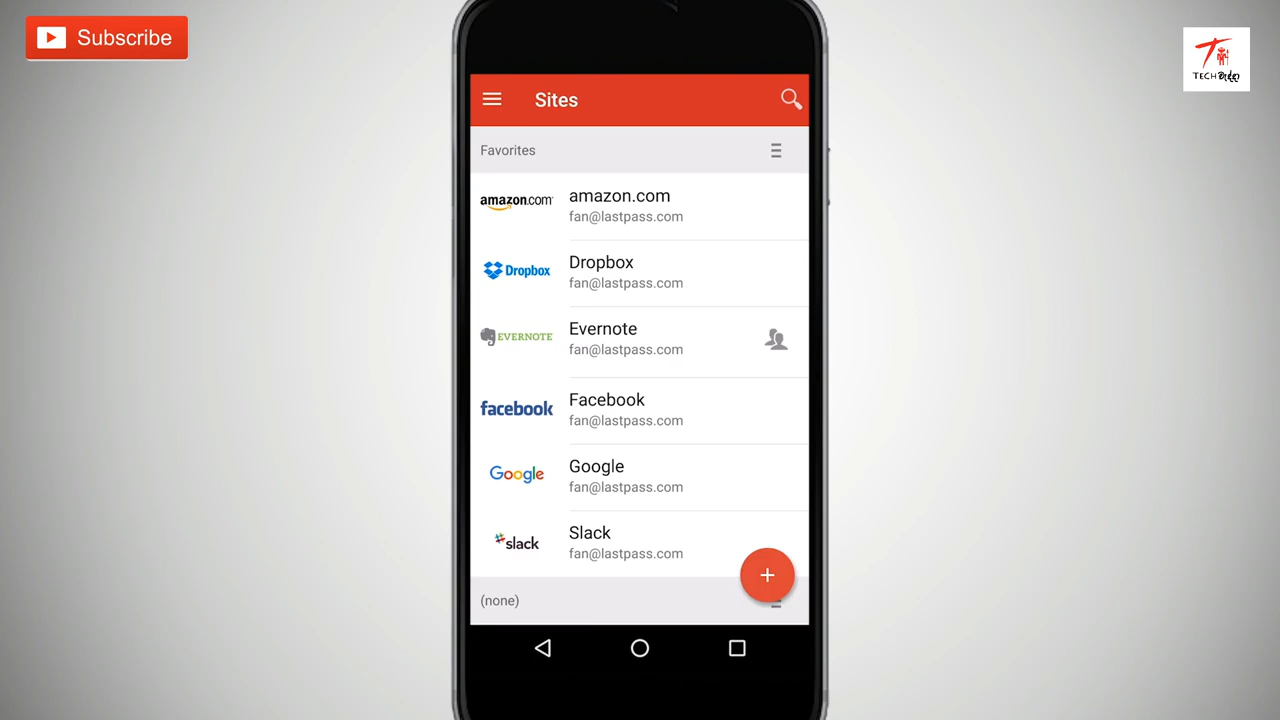 Subscribe
TECH
Sites
Favorites
amazon.com
amazon.com
fan@lastpass.com
Dropbox
Dropbox
fan@lastpass.com
EVERNOTE
Evernote
fan@lastpass.com
facebook
Facebook
fan@lastpass.com
Google
Google
fan@lastpass.com
slack
Slack
fan@lastpass.com
(none)